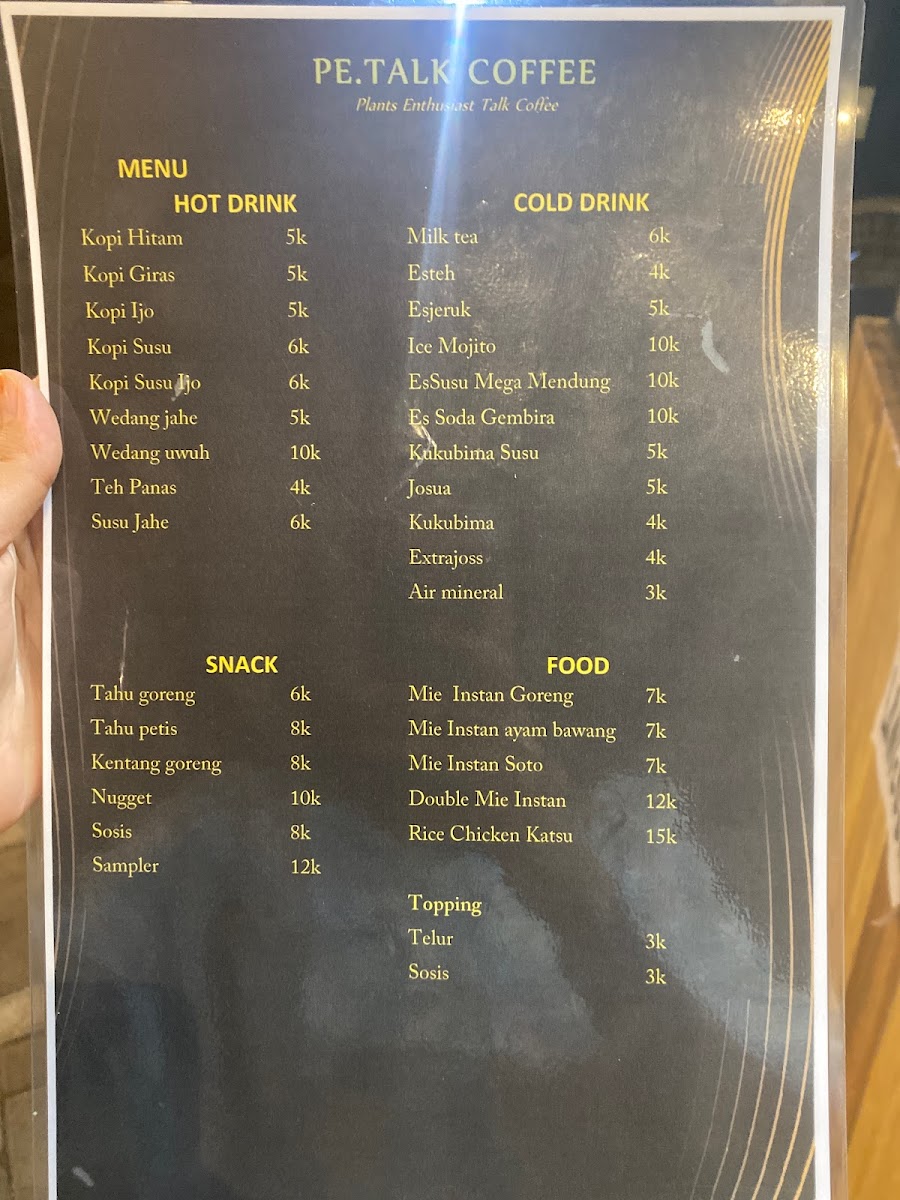 PE.TALK COFFEE
Plants Enthusiast Talk Coffee
MENU
HOT DRINK
Kopi Hitam 5k
Kopi Giras 5k
Kopi Ijo 5k
Kopi Susu 6k
Kopi Susu Ijo 6k
Wedang jahe 5k
Wedang uwuh 10k
Teh Panas 4k
Susu Jahe 6k
COLD DRINK
Milk tea 6k
Esteh 4k
Esjeruk 5k
Ice Mojito 10k
EsSusu Mega Mendung 10k
Es Soda Gembira 10k
Kukubima Susu 5k
Josua 5k
Kukubima 4k
Extrajoss 4k
Air mineral 3k
SNACK
Tahu goreng 6k
Tahu petis 8k
Kentang goreng 8k
Nugget 10k
Sosis 8k
Sampler 12k
FOOD
Mie Instan Goreng 7k
Mie Instan ayam bawang 7k
Mie Instan Soto 7k
Double Mie Instan 12k
Rice Chicken Katsu 15k
Topping
Telur 3k
Sosis 3k